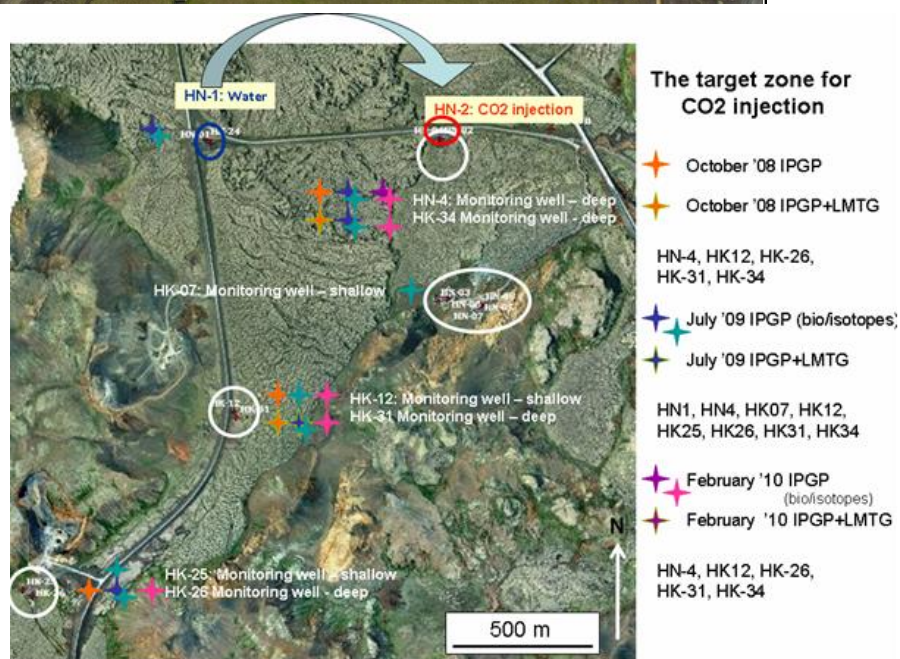 HN-1: Water
HN-2: CO2 injection
HN-4: Monitoring well – deep
HK-34 Monitoring well - deep
HK-07: Monitoring well – shallow
HK-12: Monitoring well – shallow
HK-31 Monitoring well – deep
HK-25: Monitoring well – shallow
HK-26 Monitoring well - deep
HK-12
N
500 m
The target zone for
CO2 injection
October '08 IPGP
October '08 IPGP+LMTG
HN-4, HK12, HK-26,
HK-31, HK-34
July '09 IPGP (bio/isotopes)
July '09 IPGP+LMTG
HN1, HN4, HK07, HK12,
HK25, HK26, HK31, HK34
February '10 IPGP
(bio/isotopes)
February '10 IPGP+LMTG
HN-4, HK12, HK-26,
HK-31, HK-34